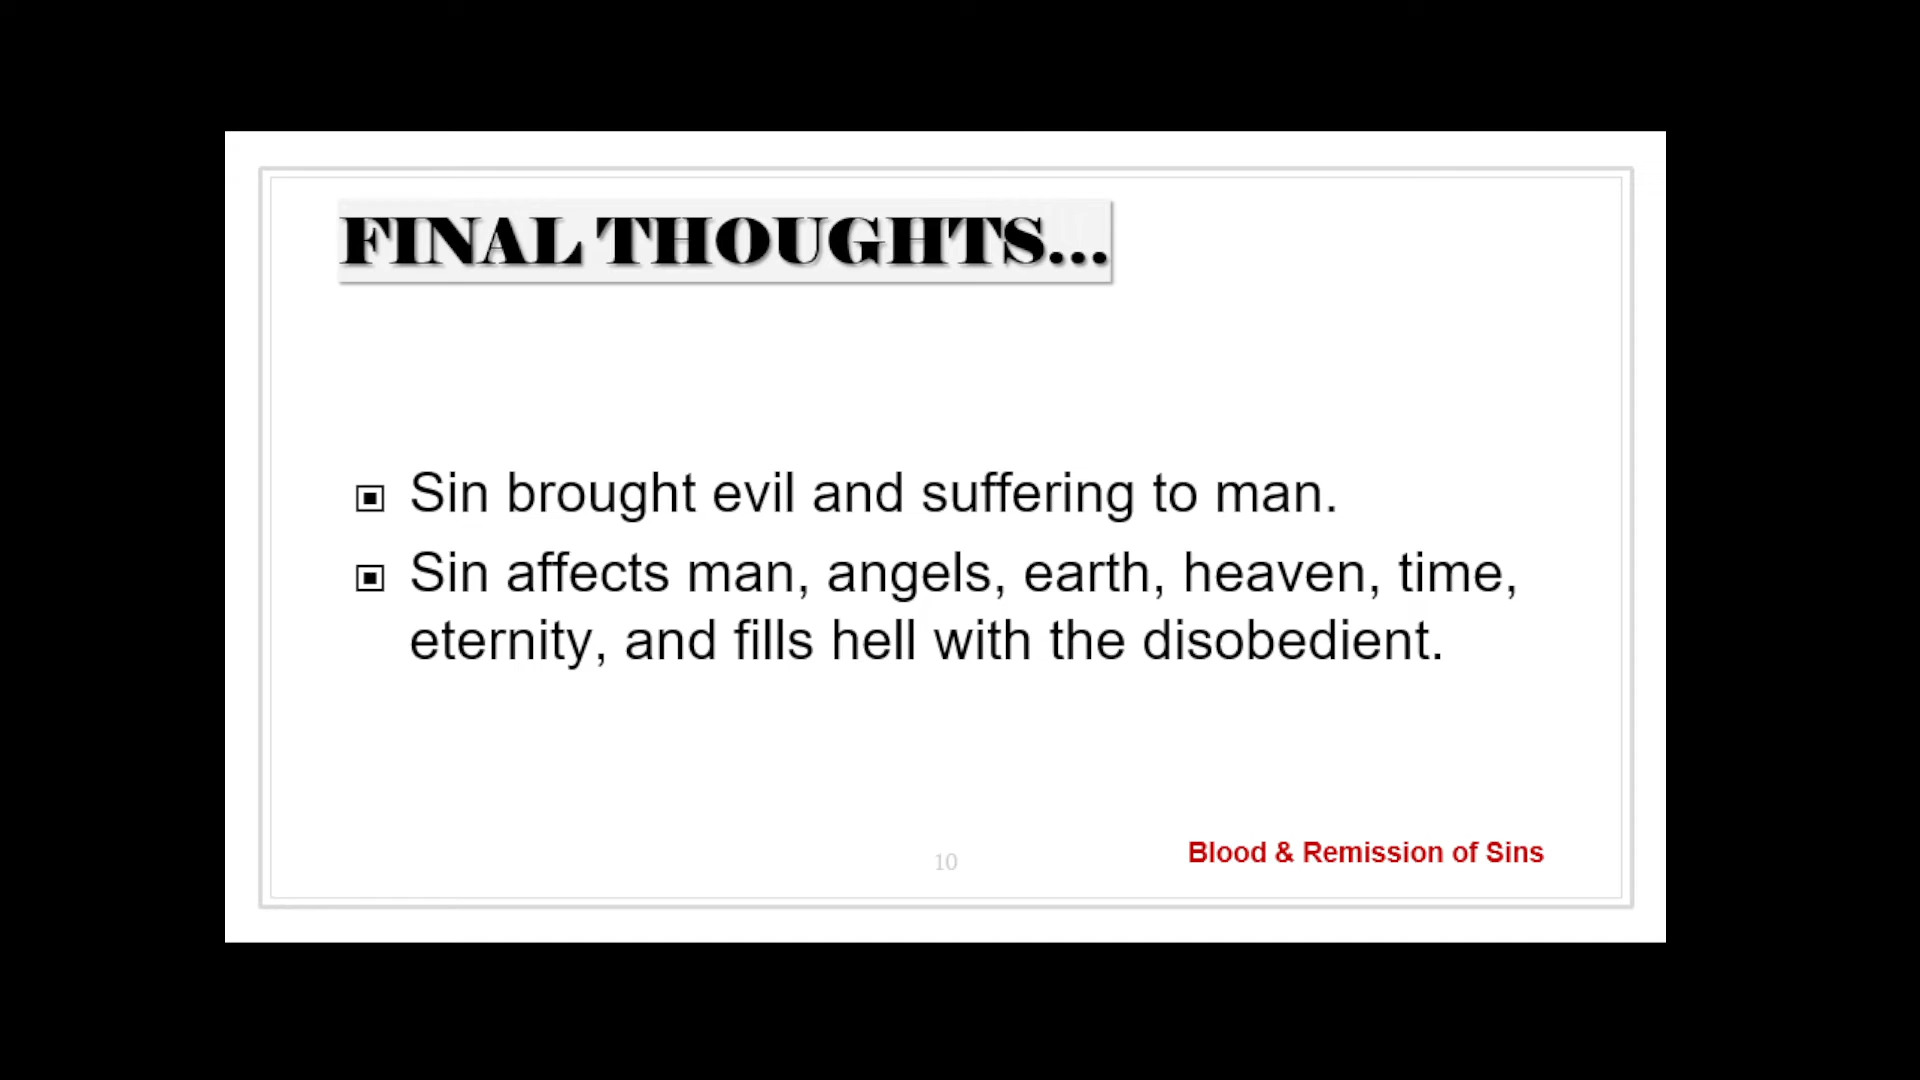 FINAL THOUGHTS...
▣ Sin brought evil and suffering to man.
▣ Sin affects man, angels, earth, heaven, time,
eternity, and fills hell with the disobedient.
10
Blood & Remission of Sins